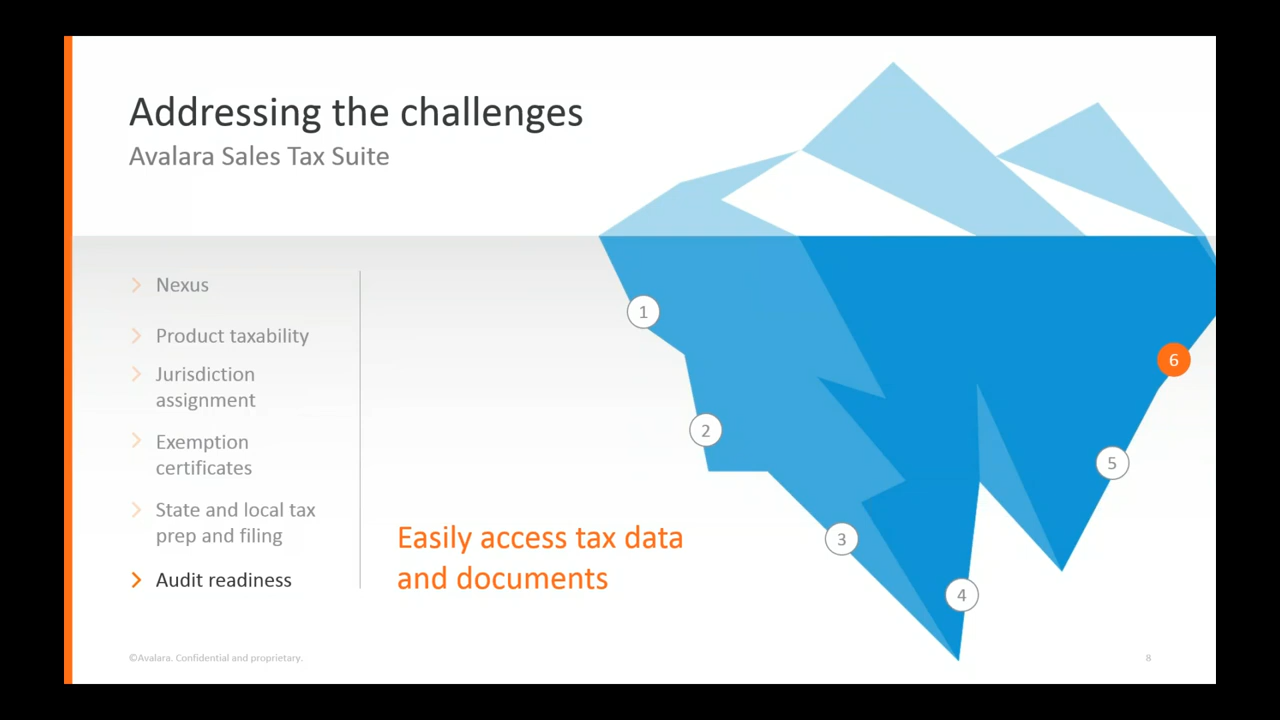 Addressing the challenges
Avalara Sales Tax Suite
Nexus
Product taxability
Jurisdiction
assignment
Exemption
certificates
State and local tax
prep and filing
Audit readiness
Easily access tax data
and documents
1
2
3
4
5
6
©Avalara. Confidential and proprietary.
8